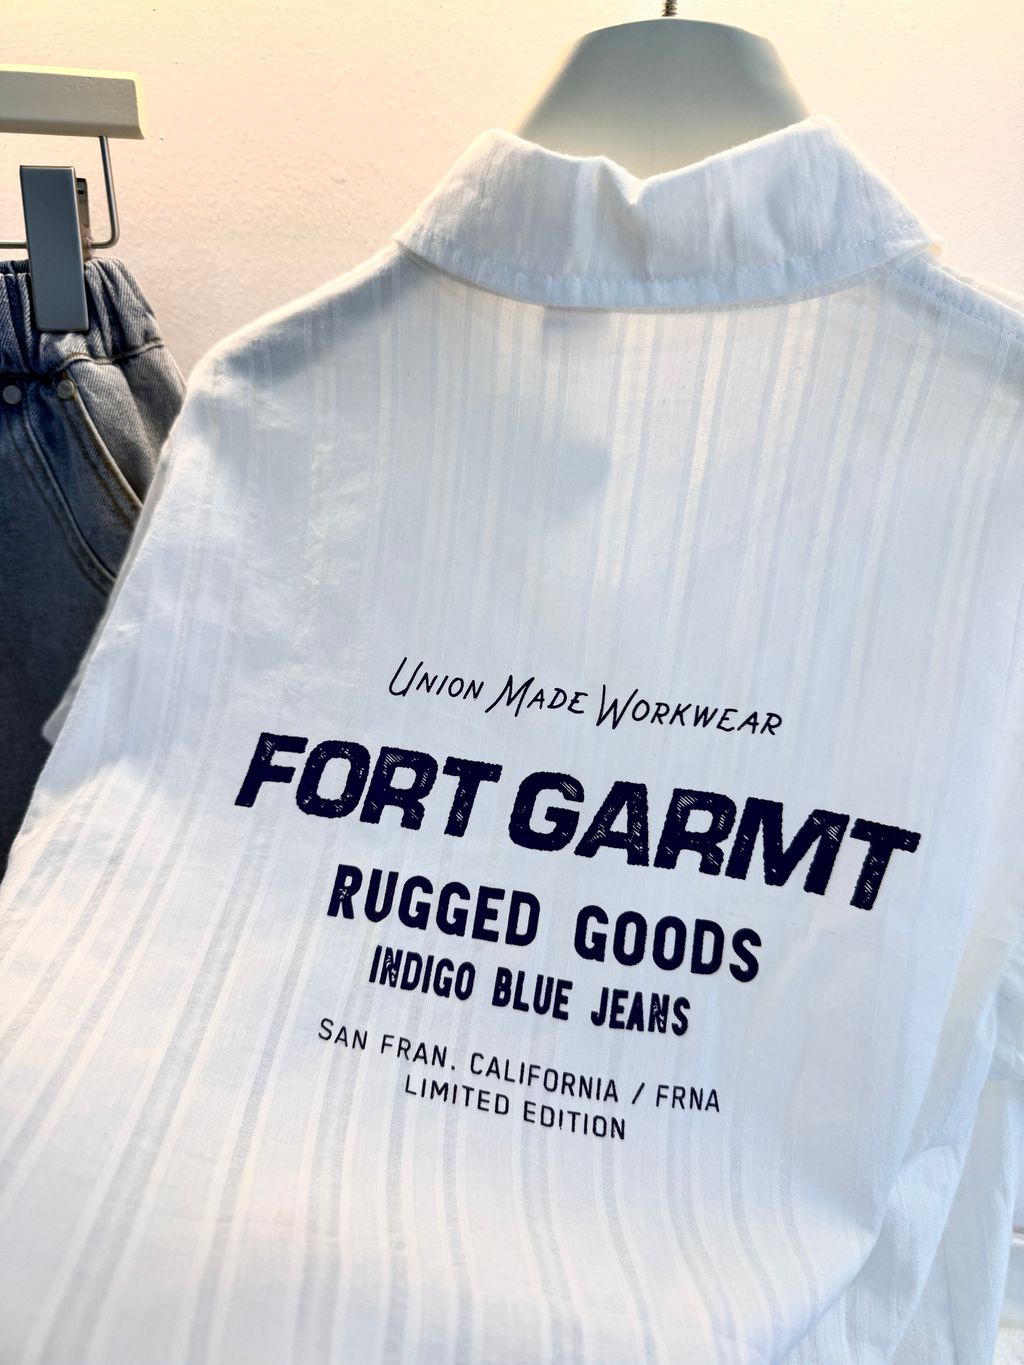 UNION MADE WORKWEAR
FORT GARMT
RUGGED GOODS
INDIGO BLUE JEANS
SAN FRAN. CALIFORNIA / FRNA
LIMITED EDITION